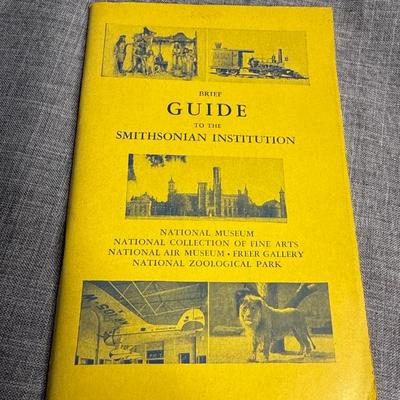 BRIEF
GUIDE
TO THE
SMITHSONIAN INSTITUTION
NATIONAL MUSEUM
NATIONAL COLLECTION OF FINE ARTS
NATIONAL AIR MUSEUM • FREER GALLERY
NATIONAL ZOOLOGICAL PARK